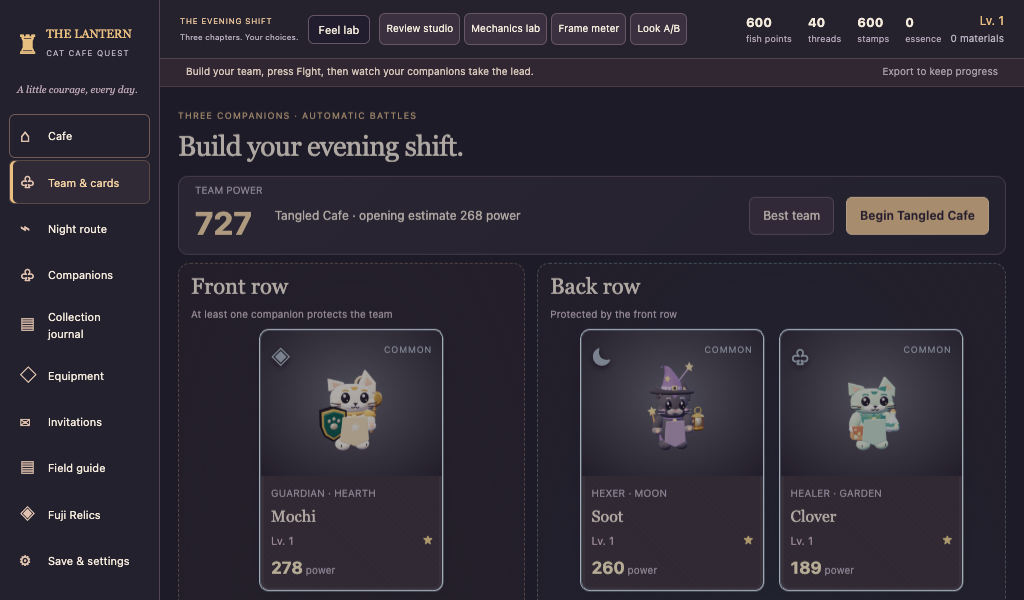 THE LANTERN
CAT CAFE QUEST
A little courage, every day.
Cafe
Team & cards
Night route
Companions
Collection
journal
Equipment
Invitations
Field guide
Fuji Relics
Save & settings
THE EVENING SHIFT
Three chapters. Your choices.
Feel lab
Review studio
Mechanics lab
Frame meter
Look A/B
600
fish points
40
threads
600
stamps
0
essence
Lv. 1
0 materials
Build your team, press Fight, then watch your companions take the lead.
Export to keep progress
THREE COMPANIONS · AUTOMATIC BATTLES
Build your evening shift.
TEAM POWER
727
Tangled Cafe · opening estimate 268 power
Best team
Begin Tangled Cafe
Front row
At least one companion protects the team
COMMON
GUARDIAN · HEARTH
Mochi
Lv. 1
278 power
Back row
Protected by the front row
COMMON
HEXER · MOON
Soot
Lv. 1
260 power
COMMON
HEALER · GARDEN
Clover
Lv. 1
189 power